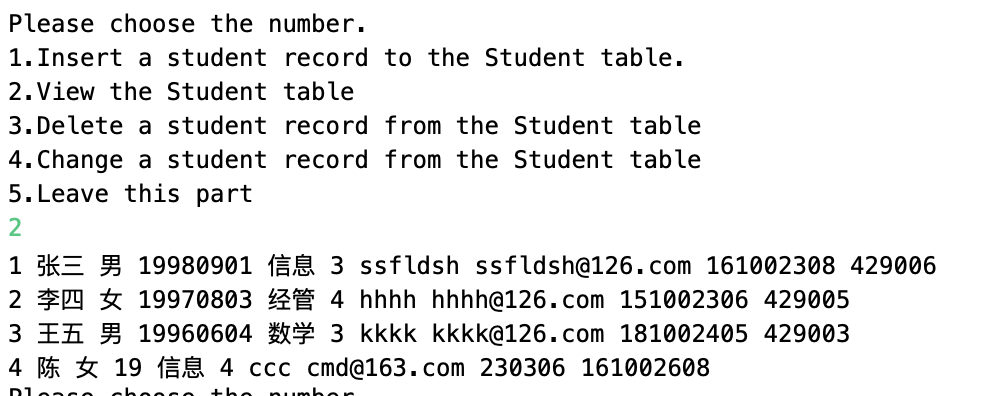 Please choose the number.
1.Insert a student record to the Student table.
2.View the Student table
3.Delete a student record from the Student table
4.Change a student record from the Student table
5.Leave this part
2
1 张三 男 19980901 信息 3 ssfldsh ssfldsh@126.com 161002308 429006
2 李四 女 19970803 经管 4 hhhh hhhh@126.com 151002306 429005
3 王五 男 19960604 数学 3 kkkk kkkk@126.com 181002405 429003
4 陈 女 19 信息 4 ccc cmd@163.com 230306 161002608
Please choose the number